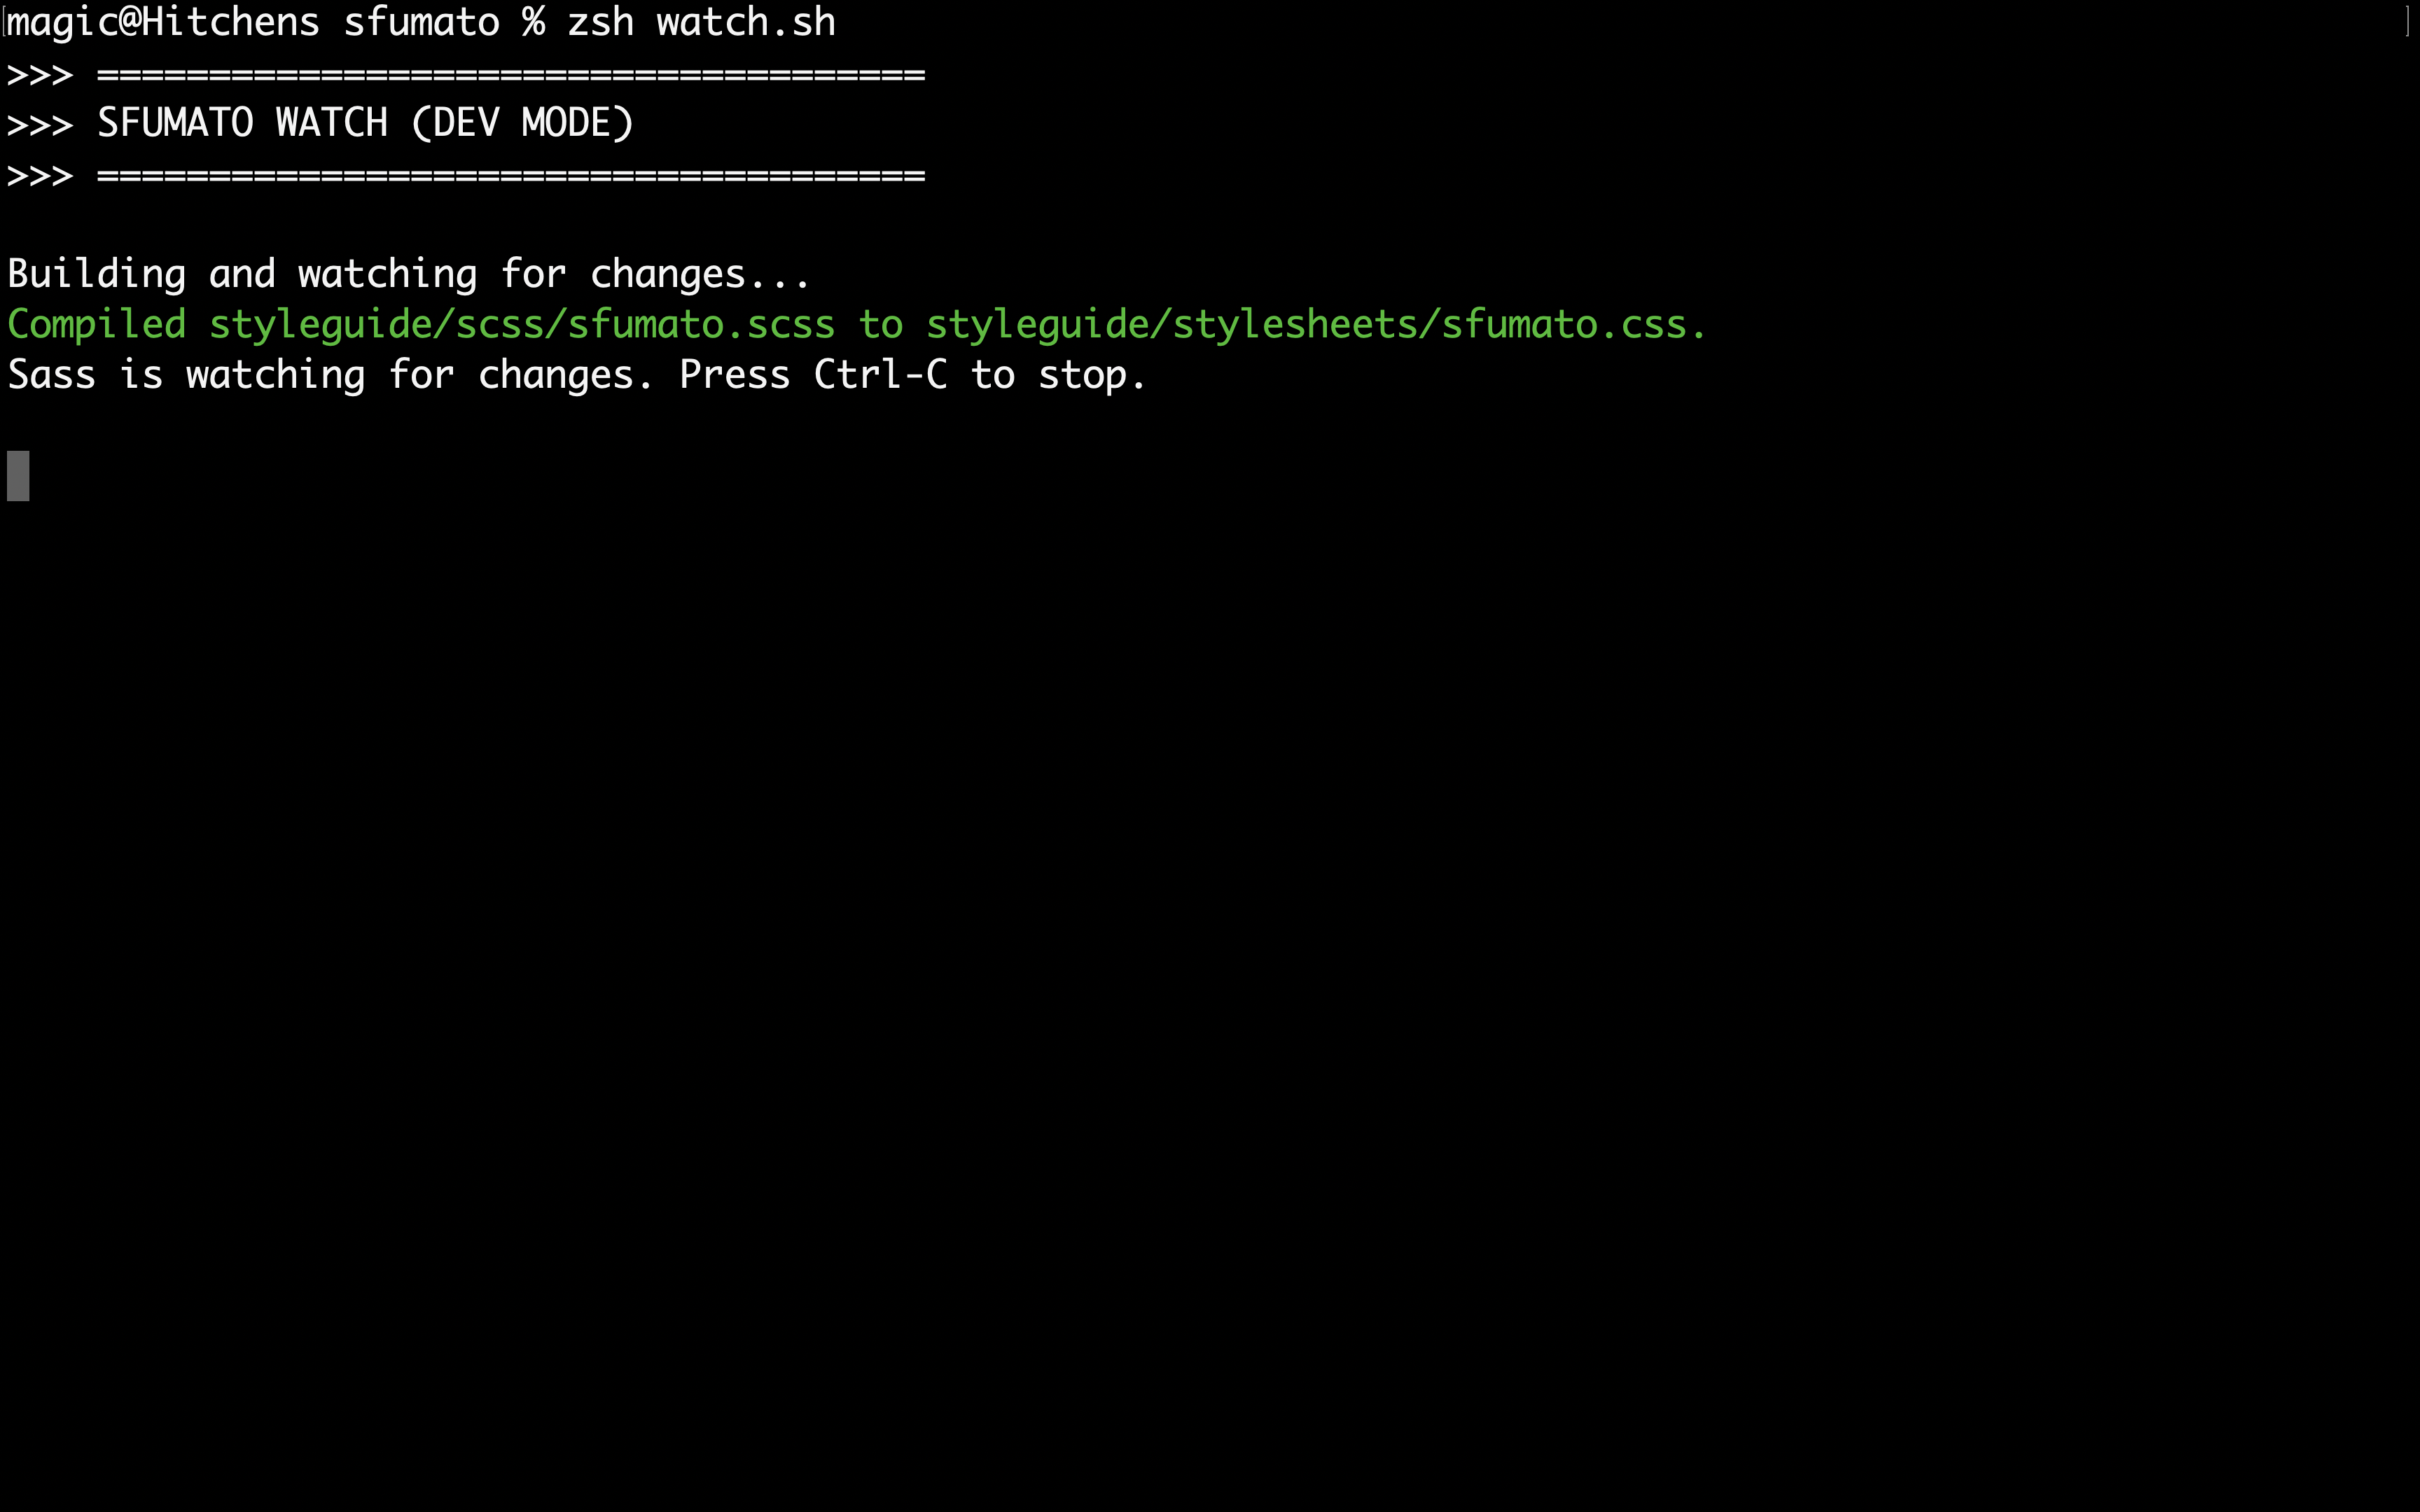 magic@Hitchens sfumato % zsh watch.sh
>>> =====================================
>>> SFUMATO WATCH (DEV MODE)
>>> =====================================
Building and watching for changes...
Compiled styleguide/scss/sfumato.scss to styleguide/stylesheets/sfumato.css.
Sass is watching for changes. Press Ctrl-C to stop.